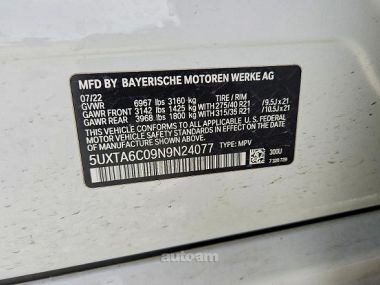 MFD BY BAYERISCHE MOTOREN WERKE AG
07/22 TIRE / RIM
GVWR 6967 lbs 3160 kg
GAWR FRONT 3142 lbs 1425 kg WITH 275/40 R21 / 9.5J x 21
GAWR REAR 3968 lbs 1800 kg WITH 315/35 R21 / 10.5J x 21
THIS VEHICLE CONFORMS TO ALL APPLICABLE U.S. FEDERAL
MOTOR VEHICLE SAFETY STANDARDS IN EFFECT ON THE
DATE OF MANUFACTURE SHOWN ABOVE.
5UXTA6C09N9N24077 TYPE: MPV 300U
autoam